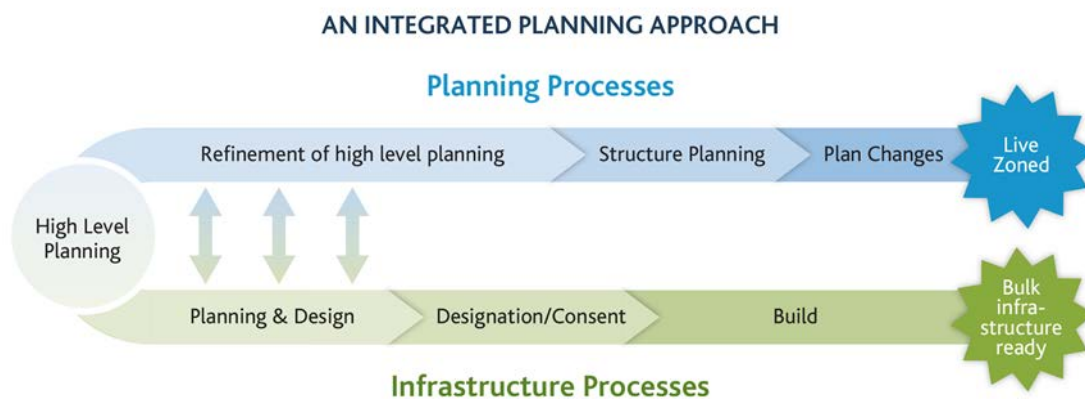 AN INTEGRATED PLANNING APPROACH
Planning Processes
Refinement of high level planning
Structure Planning
Plan Changes
Live
Zoned
High Level
Planning
Planning & Design
Designation/Consent
Build
Bulk
infra-
structure
ready
Infrastructure Processes